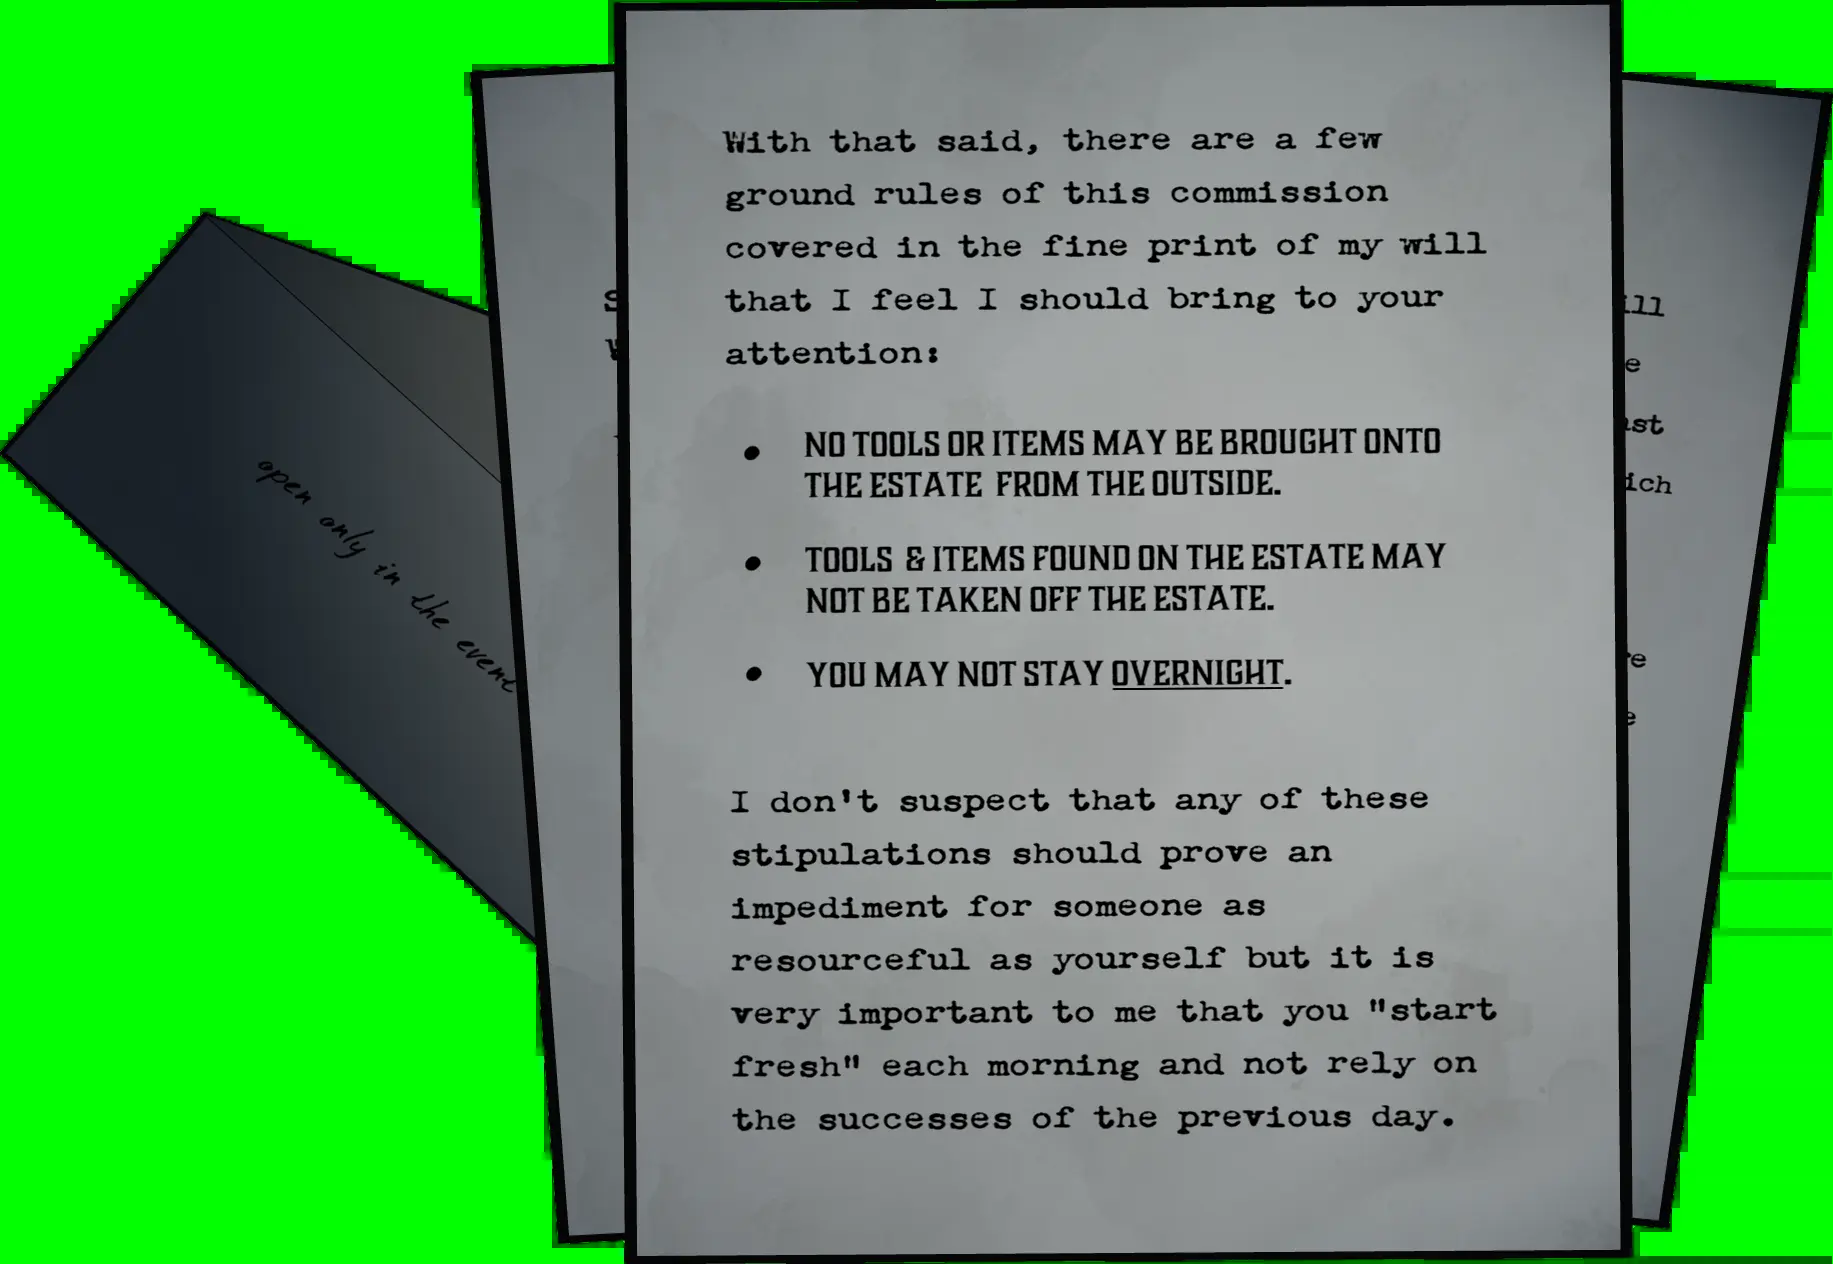 open only in the event
With that said, there are a few
ground rules of this commission
covered in the fine print of my will
that I feel I should bring to your
attention:
• NO TOOLS OR ITEMS MAY BE BROUGHT ONTO
THE ESTATE FROM THE OUTSIDE.
• TOOLS & ITEMS FOUND ON THE ESTATE MAY
NOT BE TAKEN OFF THE ESTATE.
• YOU MAY NOT STAY OVERNIGHT.
I don't suspect that any of these
stipulations should prove an
impediment for someone as
resourceful as yourself but it is
very important to me that you "start
fresh" each morning and not rely on
the successes of the previous day.